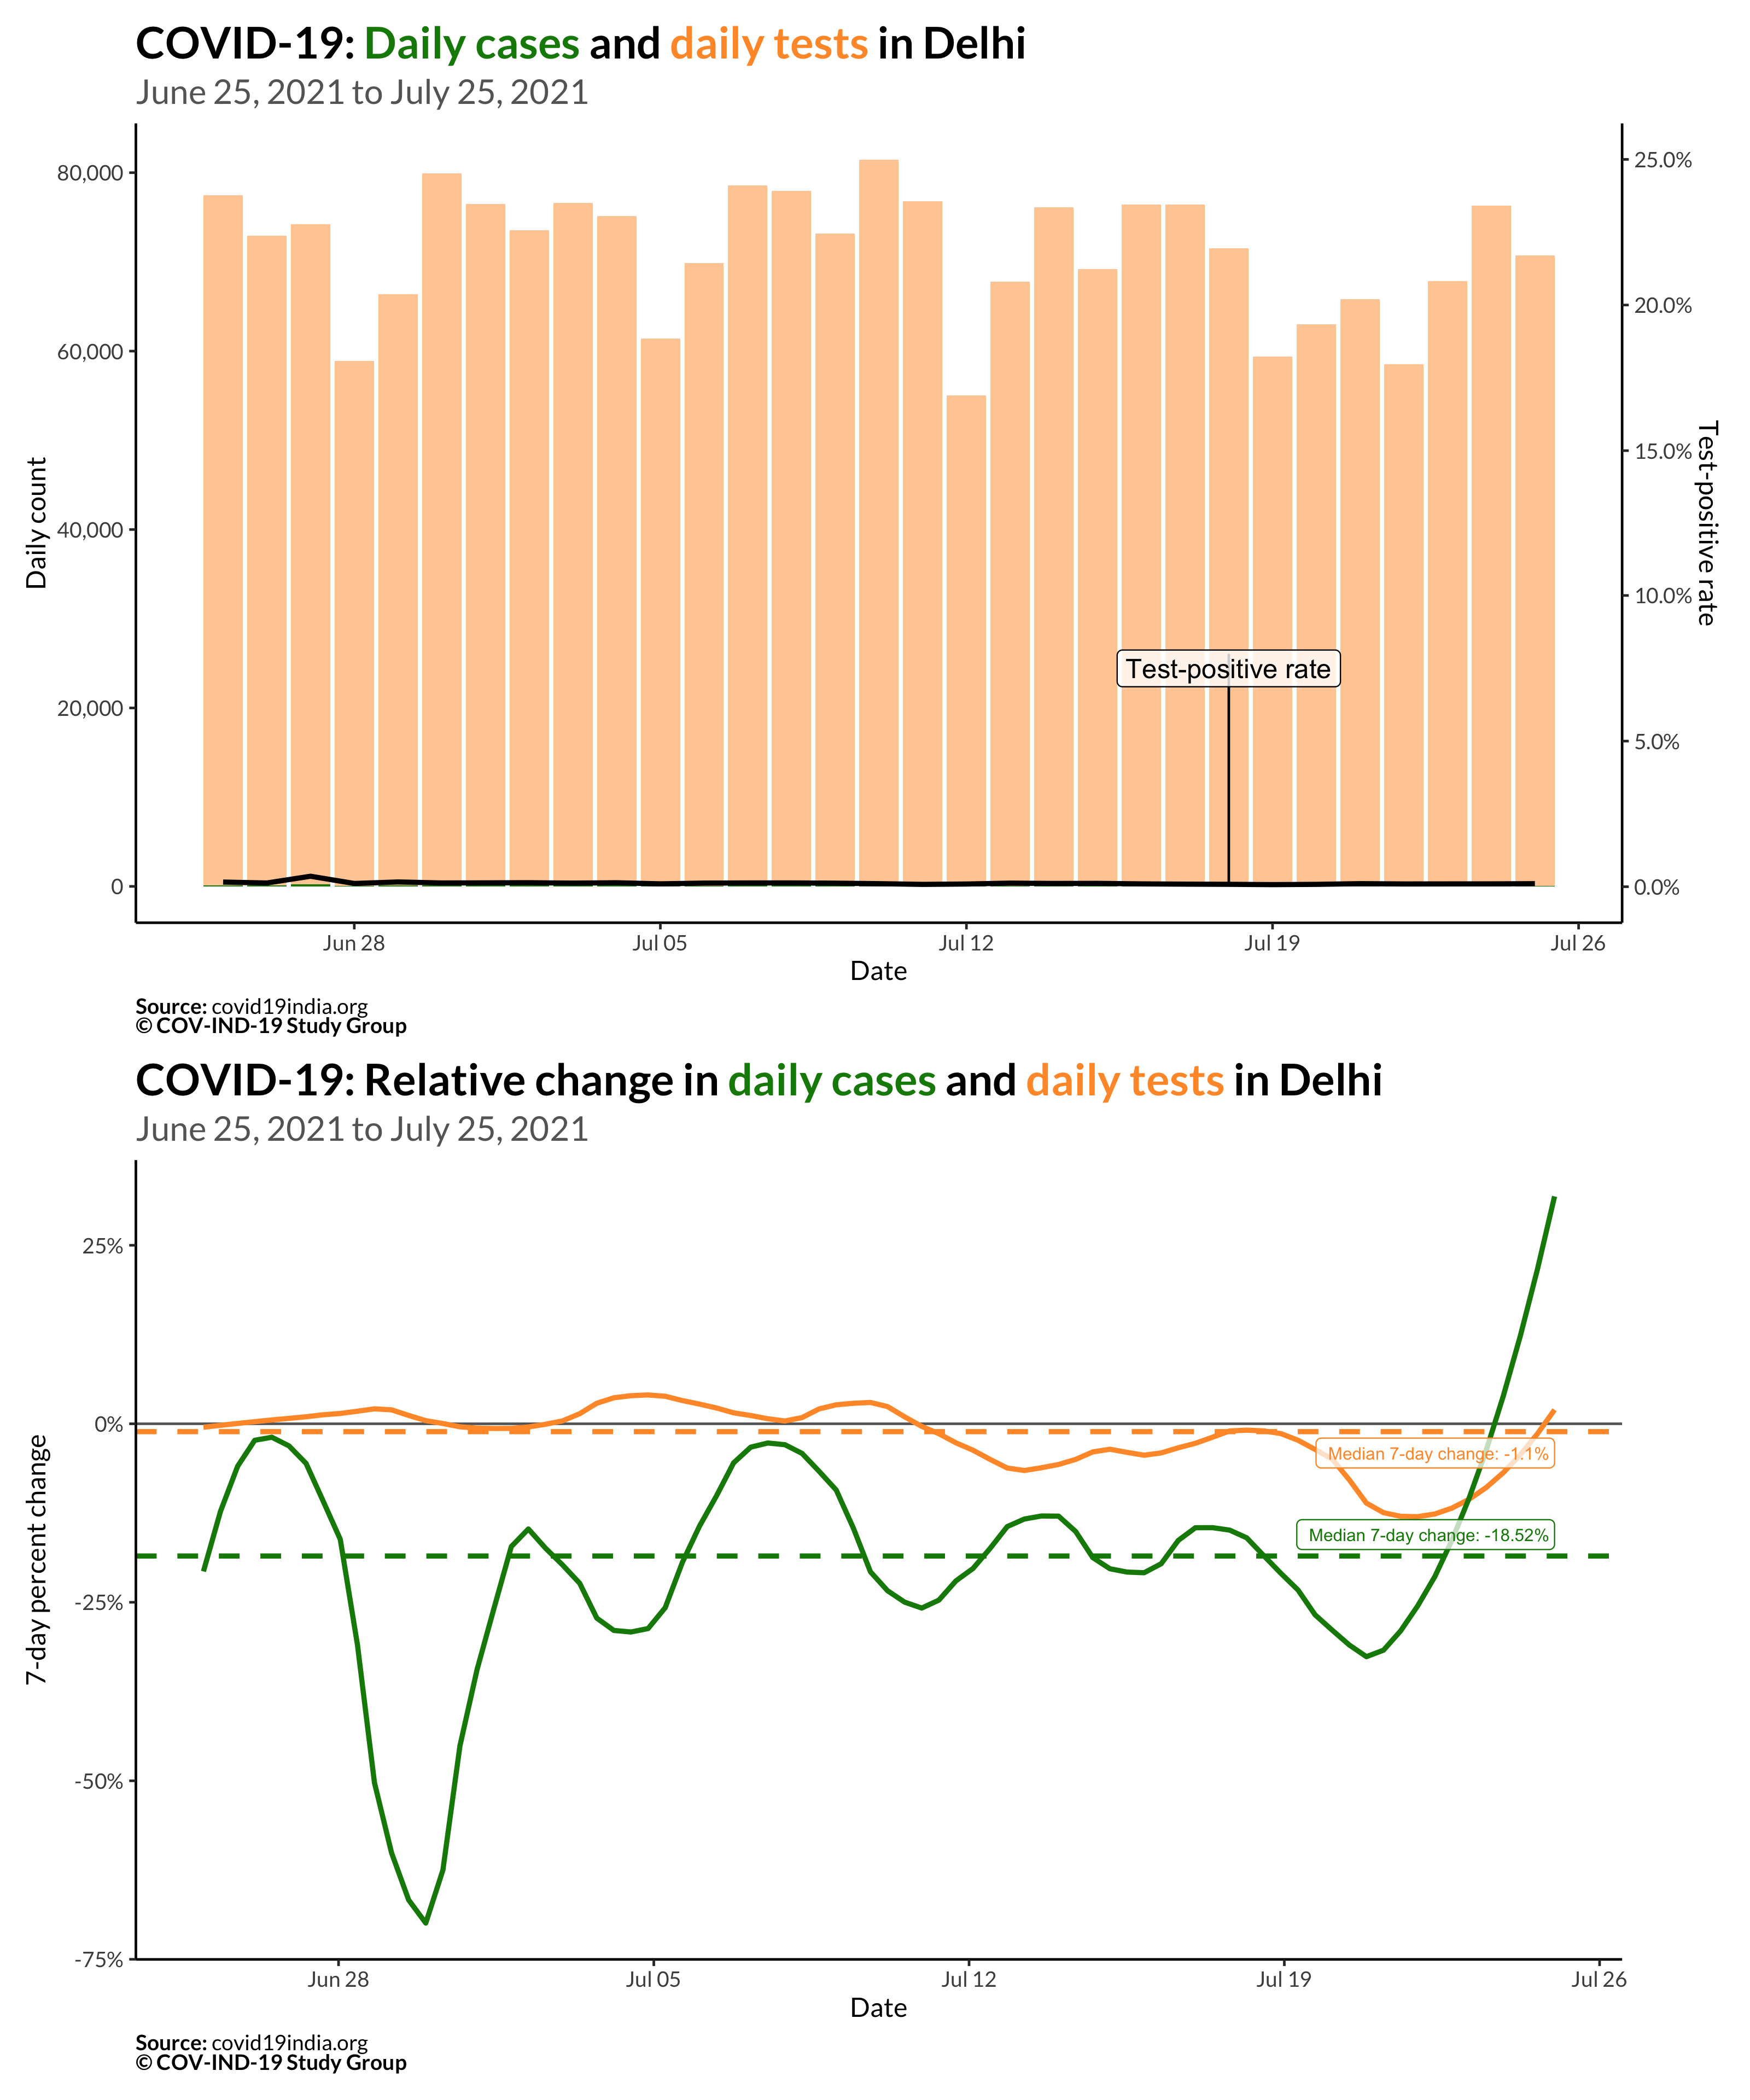 COVID-19: Daily cases and daily tests in Delhi
June 25, 2021 to July 25, 2021
80,000
60,000
40,000
20,000
0
Daily count
25.0%
20.0%
15.0%
10.0%
5.0%
0.0%
Test-positive rate
Test-positive rate
Jun 28
Jul 05
Jul 12
Jul 19
Jul 26
Date
Source: covid19india.org
© COV-IND-19 Study Group
COVID-19: Relative change in daily cases and daily tests in Delhi
June 25, 2021 to July 25, 2021
25%
0%
-25%
-50%
-75%
7-day percent change
Median 7-day change: -1.1%
Median 7-day change: -18.52%
Jun 28
Jul 05
Jul 12
Jul 19
Jul 26
Date
Source: covid19india.org
© COV-IND-19 Study Group